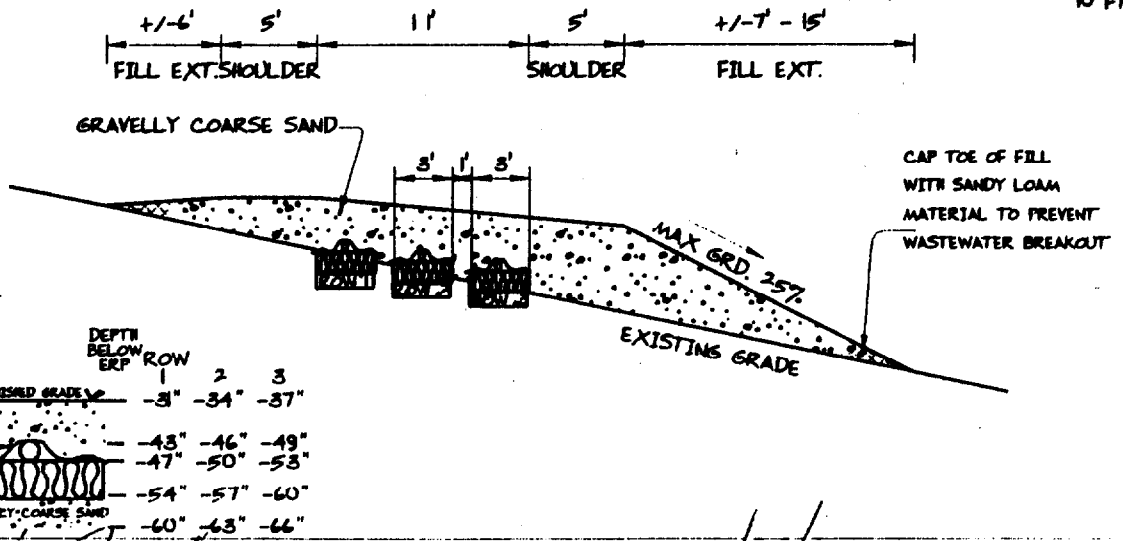 +/-6' 5' 11' 5' +/-7' - 15'
FILL EXT. SHOULDER SHOULDER FILL EXT.
GRAVELLY COARSE SAND
3' 1' 3'
CAP TOE OF FILL
WITH SANDY LOAM
MATERIAL TO PREVENT
WASTEWATER BREAKOUT
MAX GRD. 25%
EXISTING GRADE
DEPTH
BELOW
ERP ROW
1 2 3
GRADE -31" -34" -37"
-43" -46" -49"
-47" -50" -53"
-54" -57" -60"
COARSE SAND
-60" -63" -66"